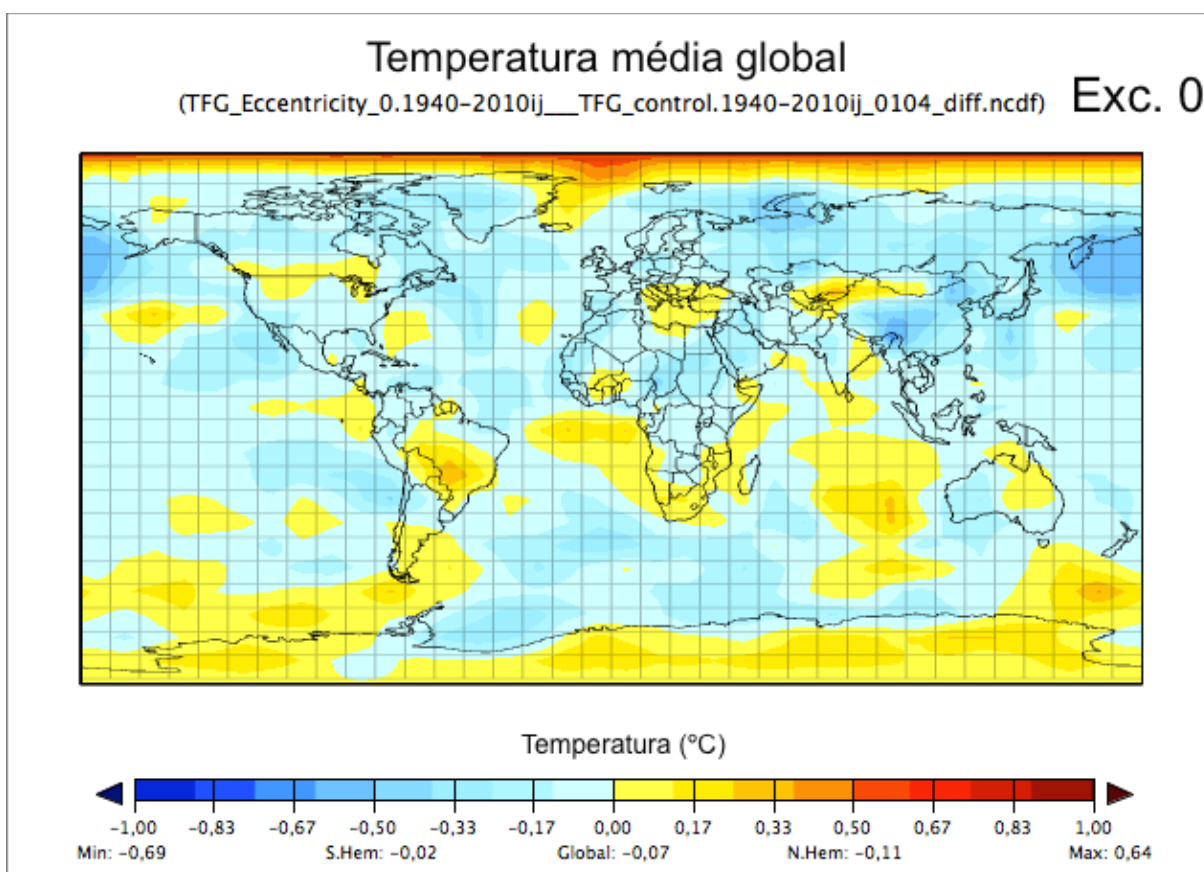 Temperatura média global
(TFG_Eccentricity_0.1940-2010ij___TFG_control.1940-2010ij_0104_diff.ncdf) Exc. 0
Temperatura (ºC)
-1,00 -0,83 -0,67 -0,50 -0,33 -0,17 0,00 0,17 0,33 0,50 0,67 0,83 1,00
Min: -0,69 S.Hem: -0,02 Global: -0,07 N.Hem: -0,11 Max: 0,64